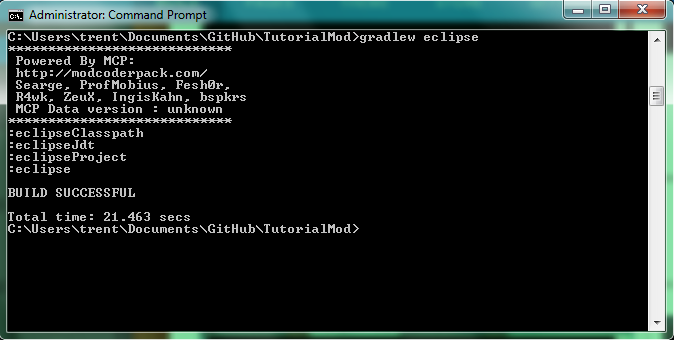 Administrator: Command Prompt
C:\Users\trent\Documents\GitHub\TutorialMod>gradlew eclipse
****************************
Powered By MCP:
http://modcoderpack.com/
Searge, ProfMobius, Fesh0r,
R4wk, ZeuX, IngisKahn, bspkrs
MCP Data version : unknown
****************************
:eclipseClasspath
:eclipseJdt
:eclipseProject
:eclipse
BUILD SUCCESSFUL
Total time: 21.463 secs
C:\Users\trent\Documents\GitHub\TutorialMod>